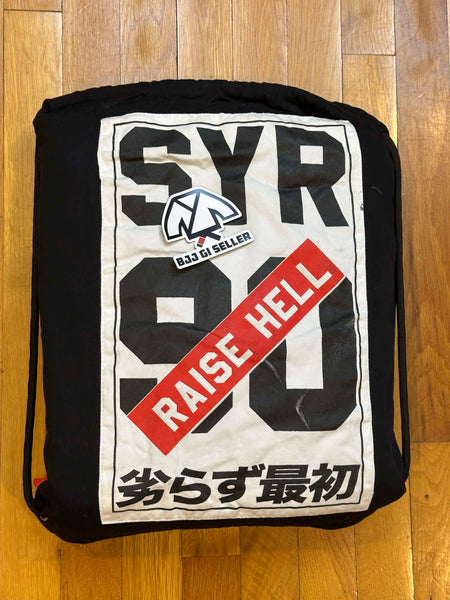 SYR
BJJ GI SELLER
90
RAISE HELL
劣らず最初